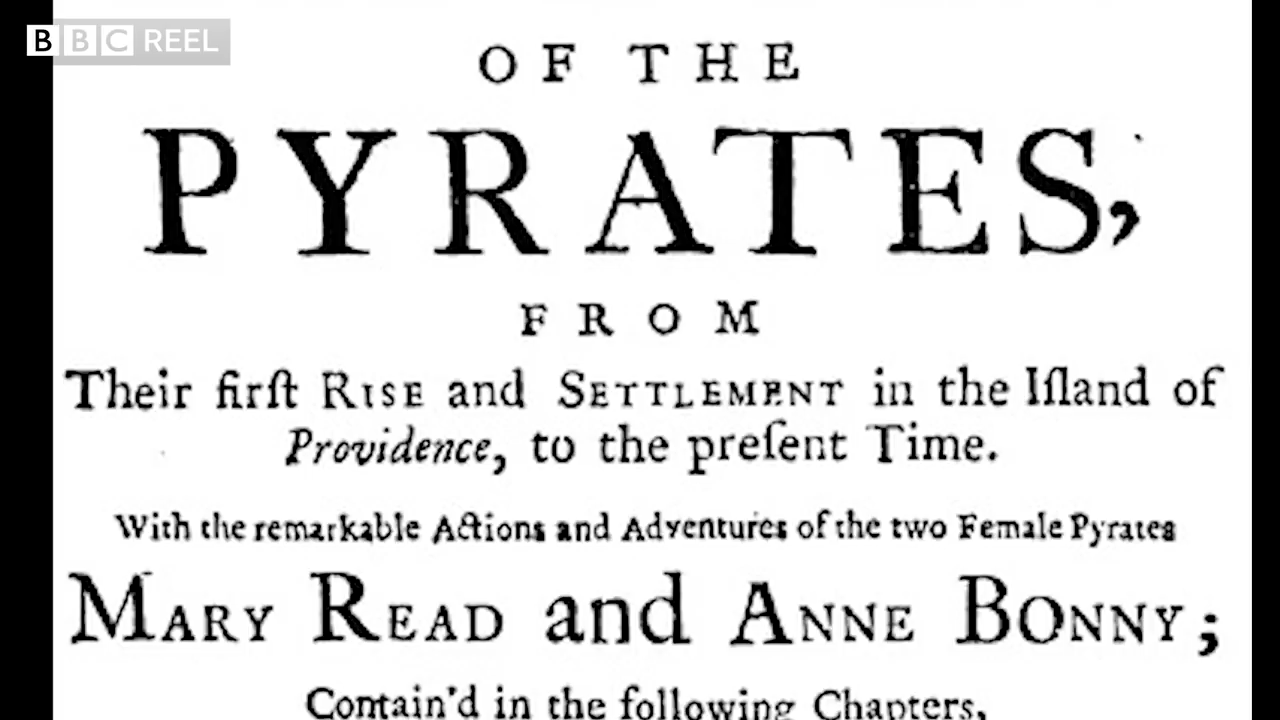 BBC REEL
OF THE
PYRATES,
FROM
Their firſt RISE and SETTLEMENT in the Iſland of
Providence, to the preſent Time.
With the remarkable Actions and Adventures of the two Female Pyrates
MARY READ and ANNE BONNY;
Contain'd in the following Chapters,